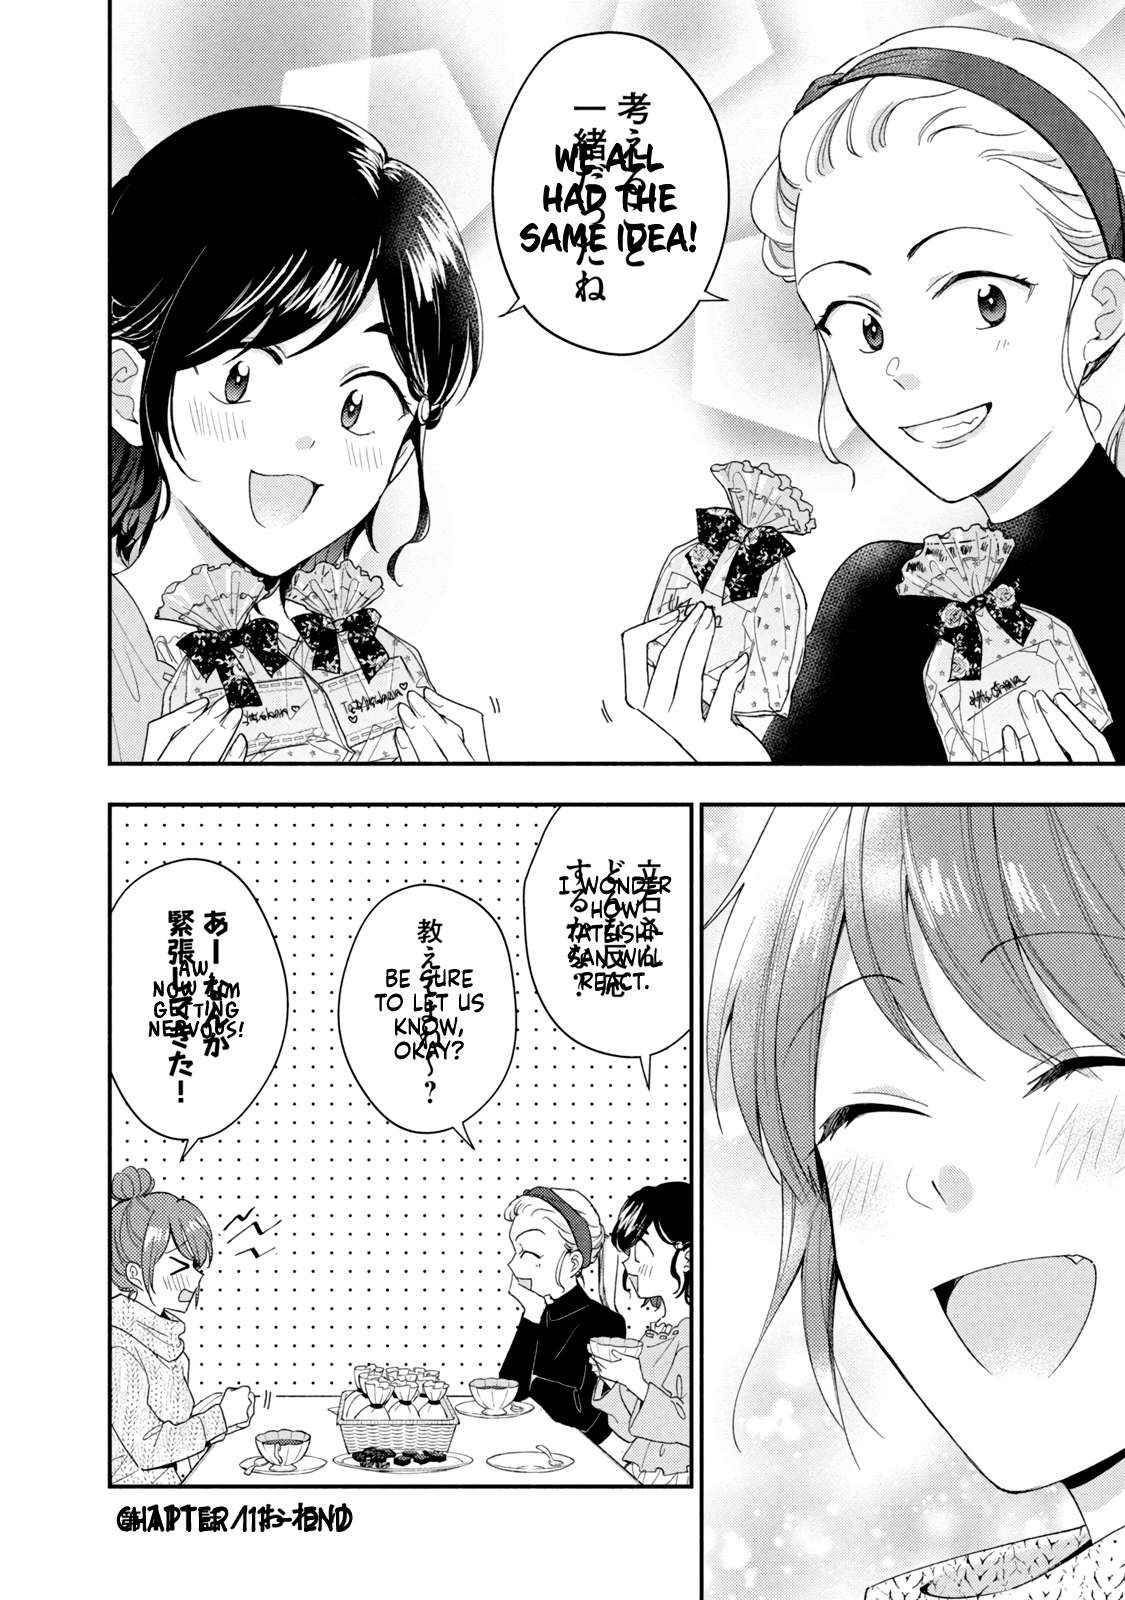 考えること
一緒だったね
WE ALL
HAD THE
SAME IDEA!
立石さん
どんな反応
するかな？
I WONDER
HOW
TATEISHI-
SAN WILL
REACT.
教えてまわ～？
BE SURE
TO LET US
KNOW,
OKAY?
あーなんか
緊張してきた！
AW,
NOW I'M
GETTING
NERVOUS!
CHAPTER 11 - END